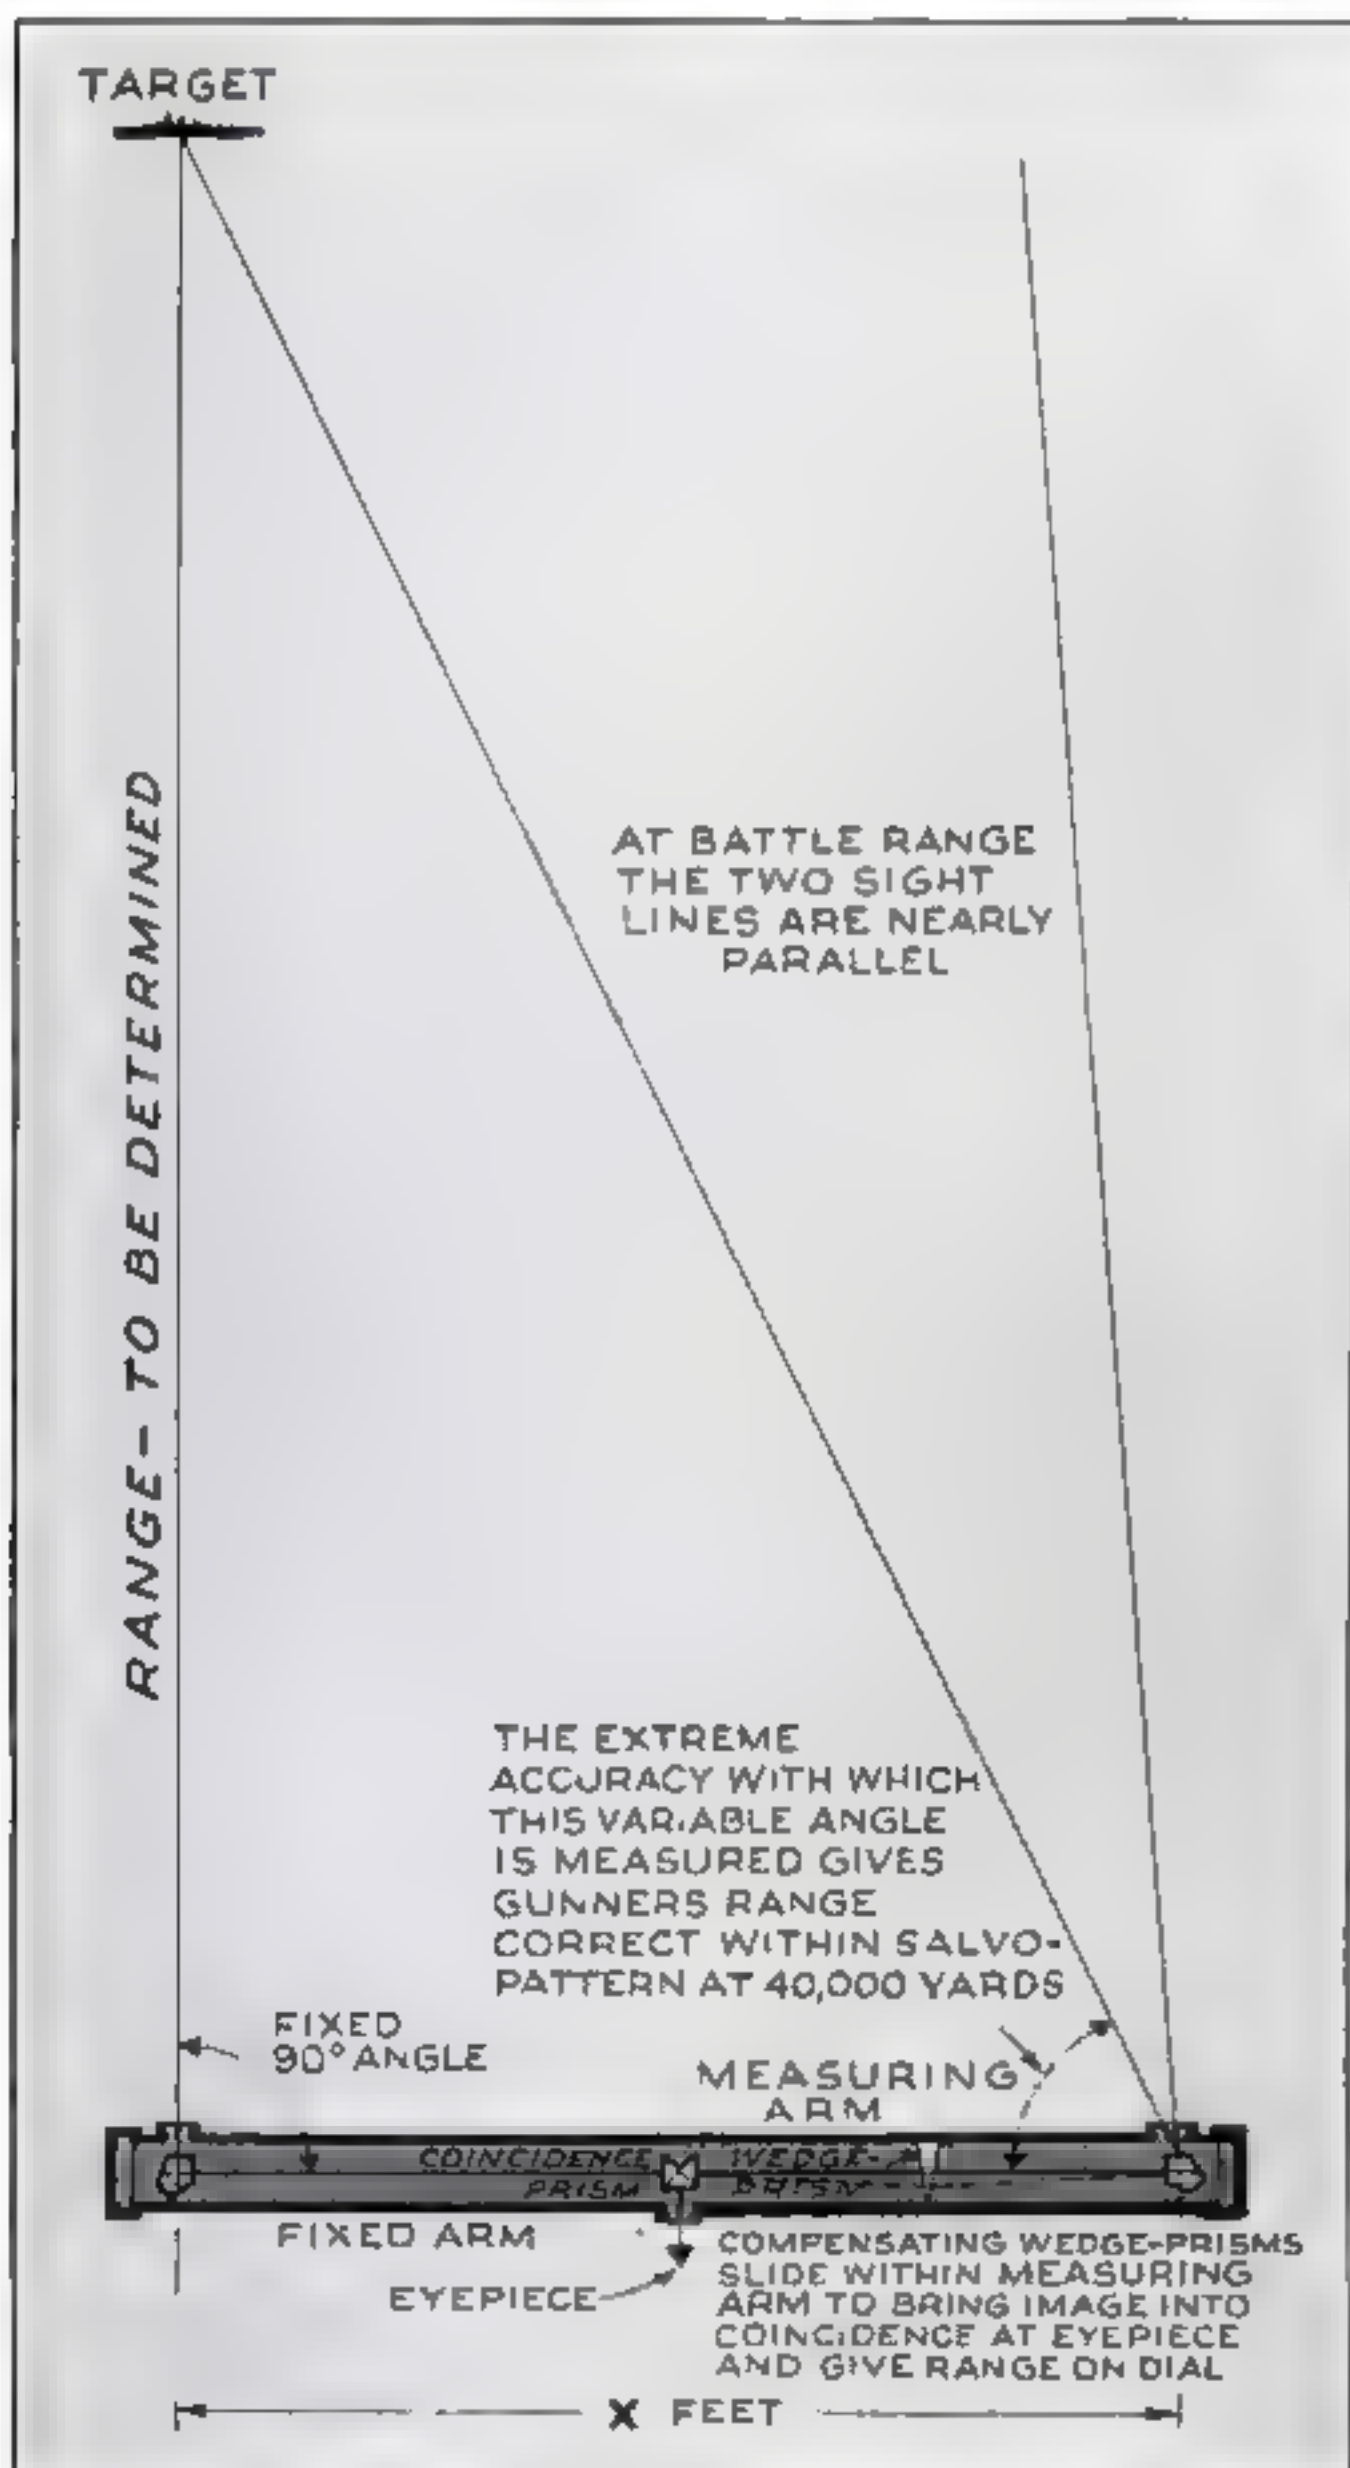 TARGET
RANGE - TO BE DETERMINED
AT BATTLE RANGE
THE TWO SIGHT
LINES ARE NEARLY
PARALLEL
THE EXTREME
ACCURACY WITH WHICH
THIS VARIABLE ANGLE
IS MEASURED GIVES
GUNNERS RANGE
CORRECT WITHIN SALVO-
PATTERN AT 40,000 YARDS
FIXED
90° ANGLE
MEASURING
ARM
COINCIDENCE
PRISM
WEDGE-
PRISM
FIXED ARM
EYEPIECE
COMPENSATING WEDGE-PRISMS
SLIDE WITHIN MEASURING
ARM TO BRING IMAGE INTO
COINCIDENCE AT EYEPIECE
AND GIVE RANGE ON DIAL
X FEET